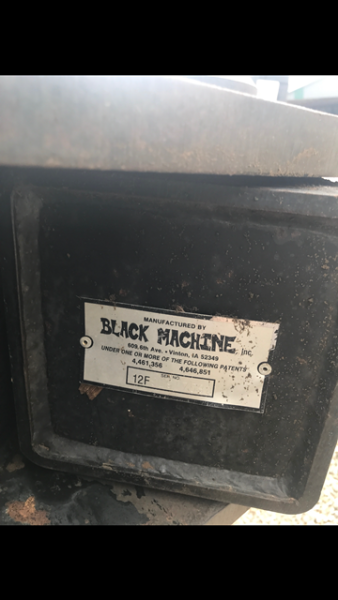 MANUFACTURED BY
BLACK MACHINE, Inc.
609, 6th Ave. • Vinton, IA 52349
UNDER ONE OR MORE OF THE FOLLOWING PATENTS
4,461,356 4,646,851
12F SER. NO.